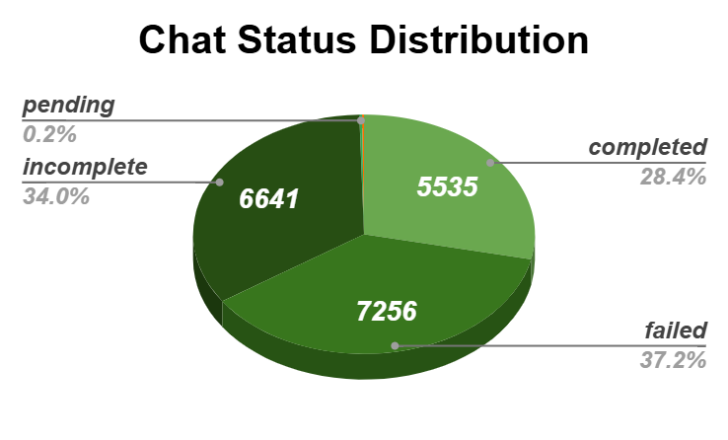 Chat Status Distribution
pending
0.2%
incomplete
34.0%
6641
5535
completed
28.4%
7256
failed
37.2%